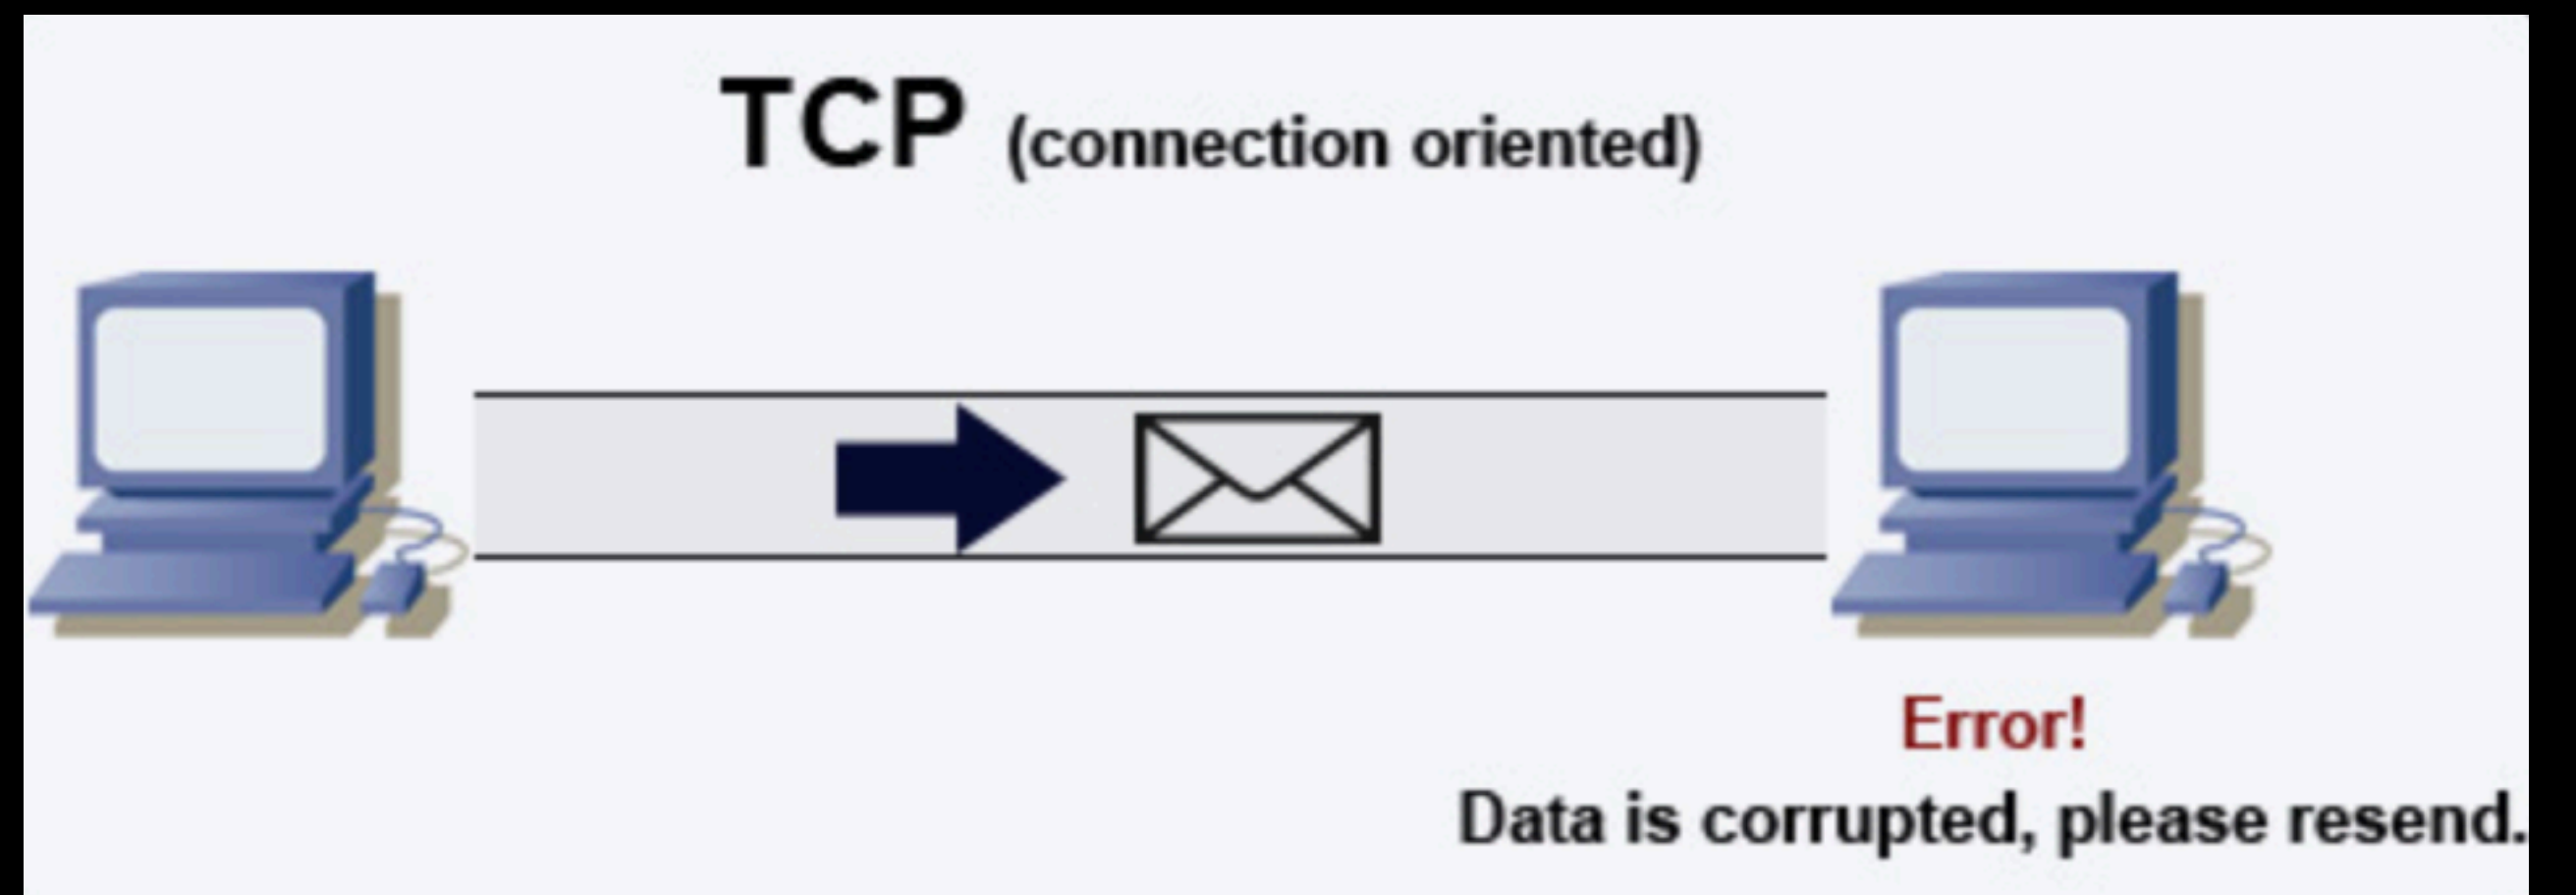 TCP (connection oriented)
Error!
Data is corrupted, please resend.